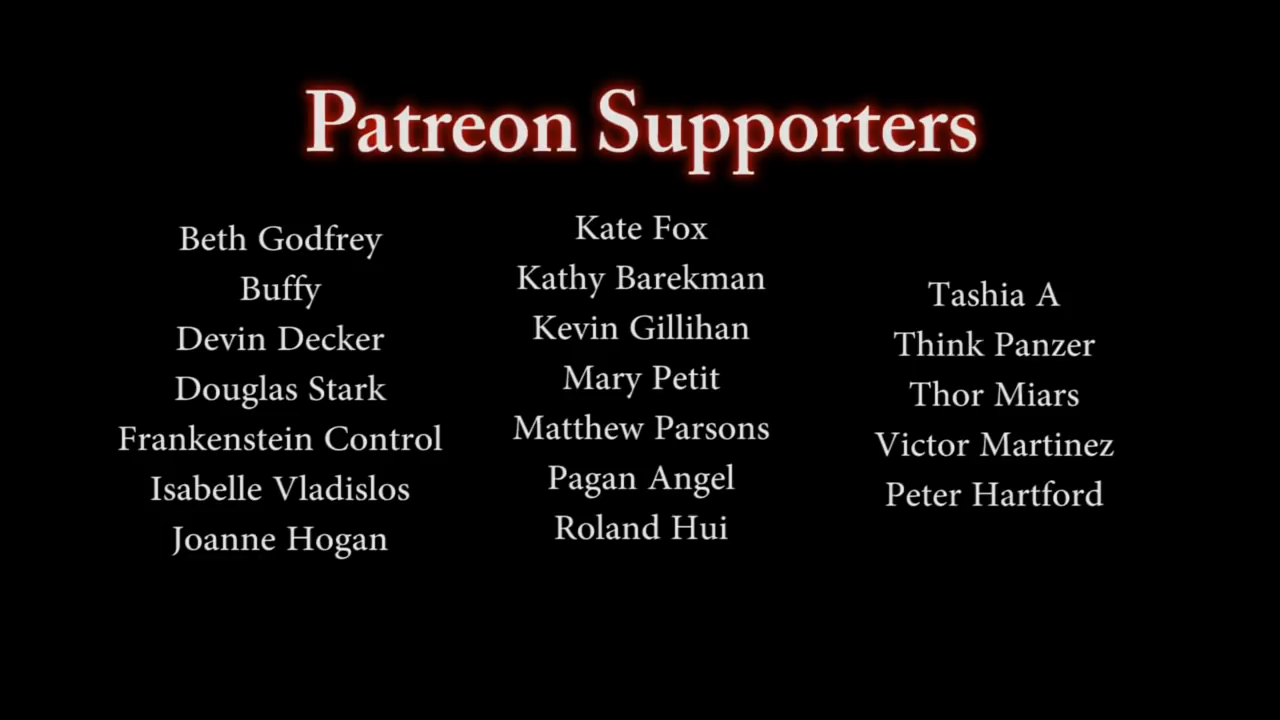 Patreon Supporters
Beth Godfrey
Buffy
Devin Decker
Douglas Stark
Frankenstein Control
Isabelle Vladislos
Joanne Hogan
Kate Fox
Kathy Barekman
Kevin Gillihan
Mary Petit
Matthew Parsons
Pagan Angel
Roland Hui
Tashia A
Think Panzer
Thor Miars
Victor Martinez
Peter Hartford